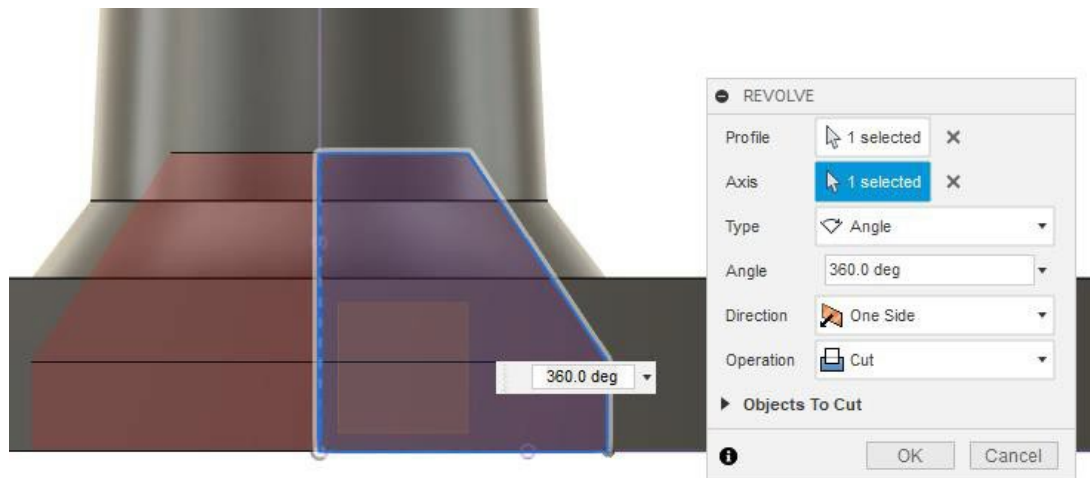 REVOLVE
Profile 1 selected
Axis 1 selected
Type Angle
Angle 360.0 deg
Direction One Side
360.0 deg
Operation Cut
Objects To Cut
OK Cancel